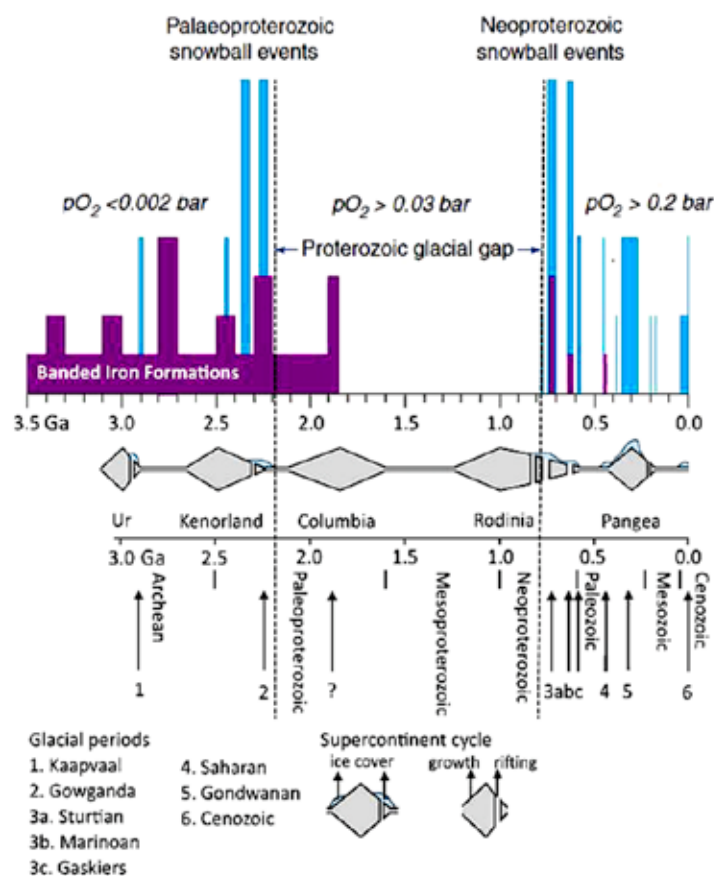 Palaeoproterozoic
snowball events
Neoproterozoic
snowball events
pO2 <0.002 bar
pO2 > 0.03 bar
pO2 > 0.2 bar
Proterozoic glacial gap
Banded Iron Formations
3.5 Ga 3.0 2.5 2.0 1.5 1.0 0.5 0.0
Ur Kenorland Columbia Rodinia Pangea
3.0 Ga 2.5 2.0 1.5 1.0 0.5 0.0
Archean
Paleoproterozoic
Mesoproterozoic
Neoproterozoic
Paleozoic
Mesozoic
Cenozoic
1 2 ? 3abc 4 5 6
Glacial periods
1. Kaapvaal
2. Gowganda
3a. Sturtian
3b. Marinoan
3c. Gaskiers
4. Saharan
5. Gondwanan
6. Cenozoic
Supercontinent cycle
ice cover
growth rifting